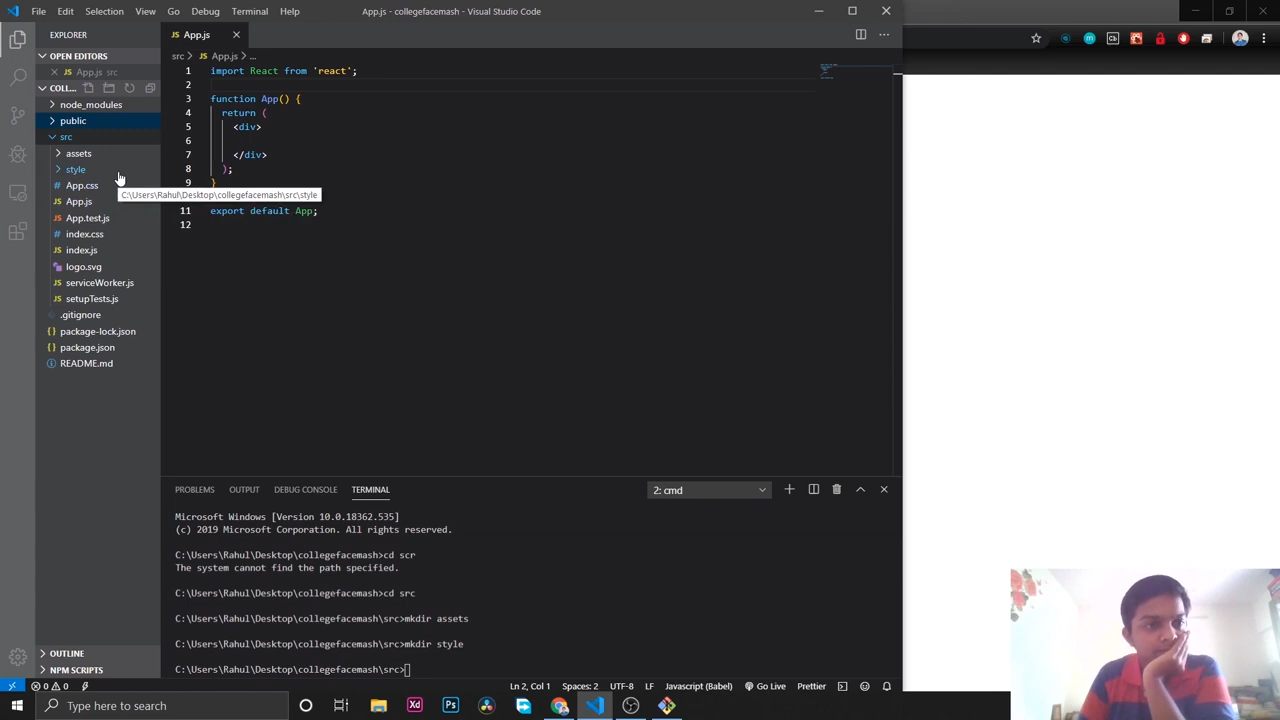 File Edit Selection View Go Debug Terminal Help App.js - collegefacemash - Visual Studio Code
EXPLORER
OPEN EDITORS
App.js src
COLL...
node_modules
public
src
assets
style
App.css
App.js
App.test.js
index.css
index.js
logo.svg
serviceWorker.js
setupTests.js
.gitignore
package-lock.json
package.json
README.md
OUTLINE
NPM SCRIPTS
C:\Users\Rahul\Desktop\collegefacemash\src\style
App.js
src > App.js > ...
1 import React from 'react';
2
3 function App() {
4 return (
5 <div>
6
7 </div>
8 );
9 }
11 export default App;
12
PROBLEMS OUTPUT DEBUG CONSOLE TERMINAL 2: cmd
Microsoft Windows [Version 10.0.18362.535]
(c) 2019 Microsoft Corporation. All rights reserved.
C:\Users\Rahul\Desktop\collegefacemash>cd scr
The system cannot find the path specified.
C:\Users\Rahul\Desktop\collegefacemash>cd src
C:\Users\Rahul\Desktop\collegefacemash\src>mkdir assets
C:\Users\Rahul\Desktop\collegefacemash\src>mkdir style
C:\Users\Rahul\Desktop\collegefacemash\src>
0 0 Ln 2, Col 1 Spaces: 2 UTF-8 LF Javascript (Babel) Go Live Prettier
Type here to search Xd Ps